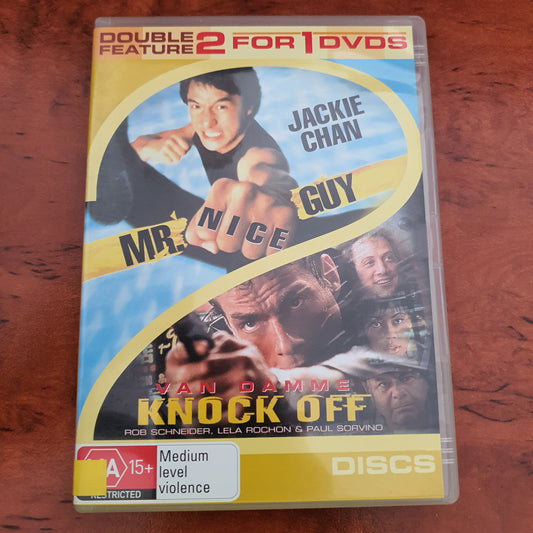 DOUBLE FEATURE 2 FOR 1 DVDS
JACKIE
CHAN
MR. NICE GUY
VAN DAMME
KNOCK OFF
ROB SCHNEIDER, LELA ROCHON & PAUL SORVINO
DISCS
A 15+
RESTRICTED
Medium
level
violence